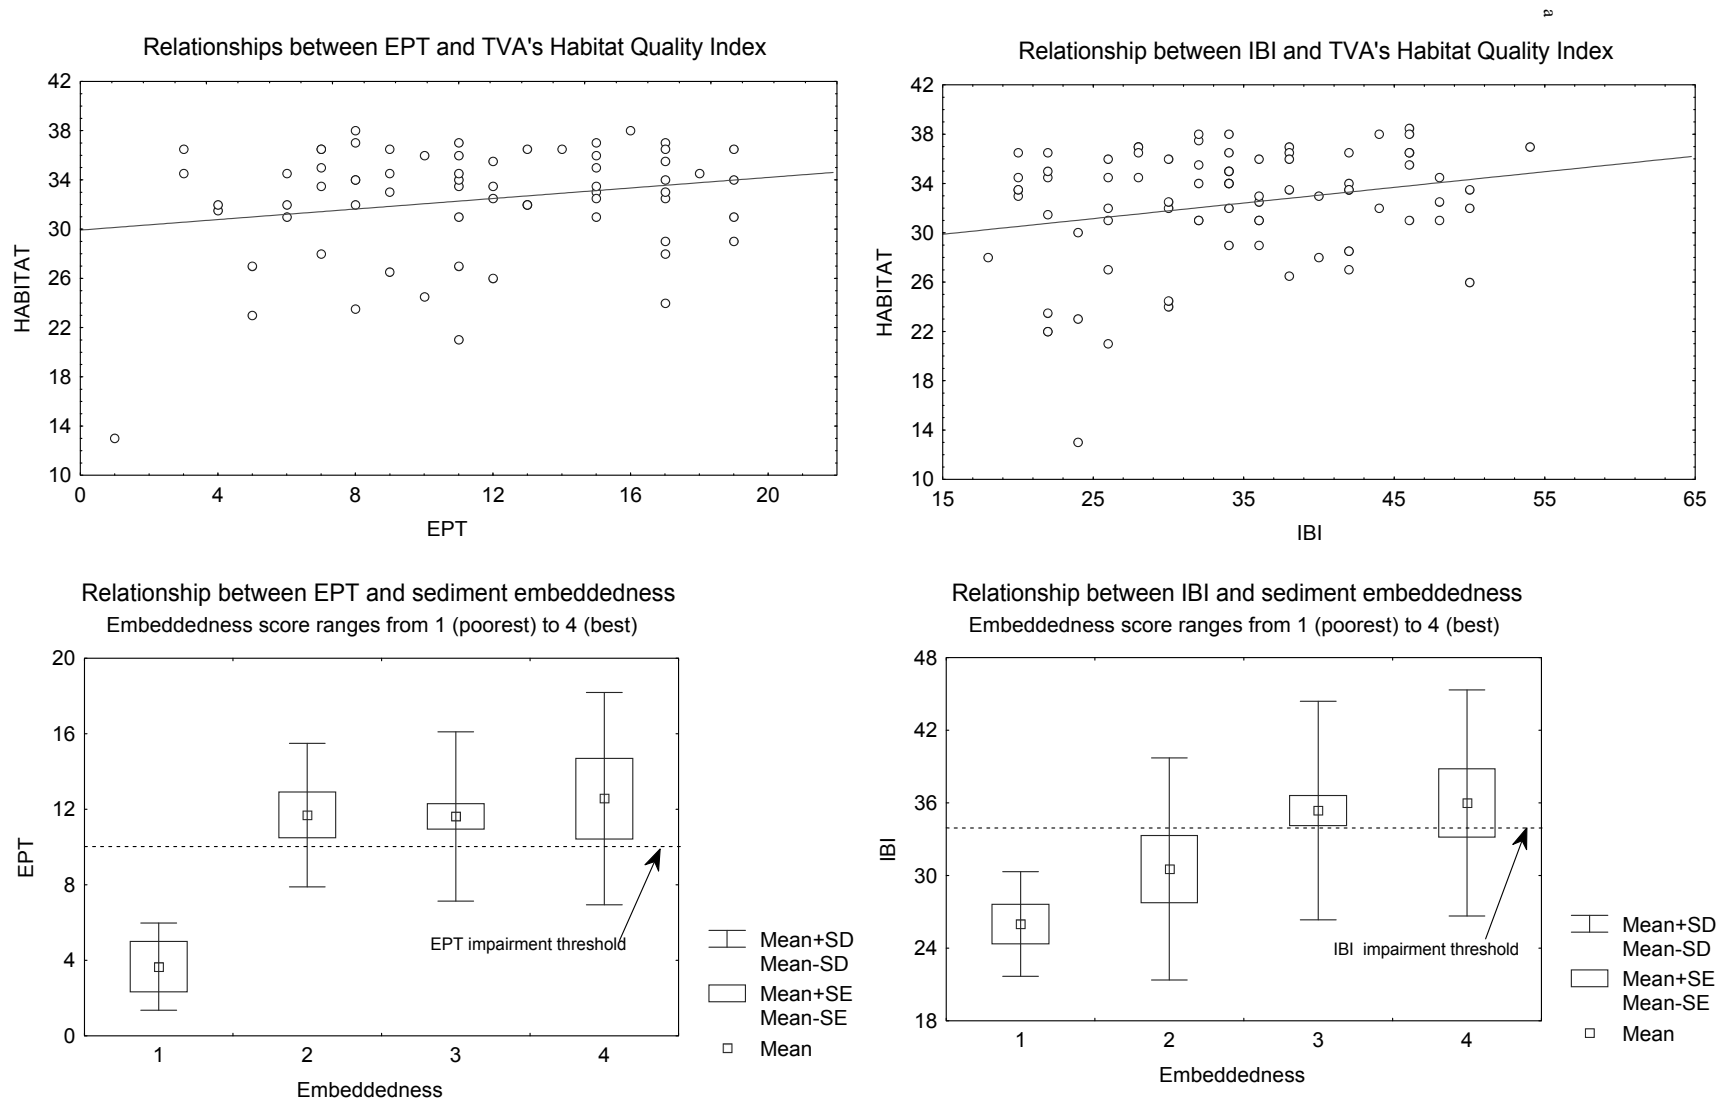 a
Relationships between EPT and TVA's Habitat Quality Index
42
38
34
30
26
22
18
14
10
HABITAT
0 4 8 12 16 20
EPT
Relationship between IBI and TVA's Habitat Quality Index
42
38
34
30
26
22
18
14
10
HABITAT
15 25 35 45 55 65
IBI
Relationship between EPT and sediment embeddedness
Embeddedness score ranges from 1 (poorest) to 4 (best)
20
16
12
8
4
0
EPT
EPT impairment threshold
1 2 3 4
Embeddedness
Mean+SD
Mean-SD
Mean+SE
Mean-SE
Mean
Relationship between IBI and sediment embeddedness
Embeddedness score ranges from 1 (poorest) to 4 (best)
48
42
36
30
24
18
IBI
IBI impairment threshold
1 2 3 4
Embeddedness
Mean+SD
Mean-SD
Mean+SE
Mean-SE
Mean